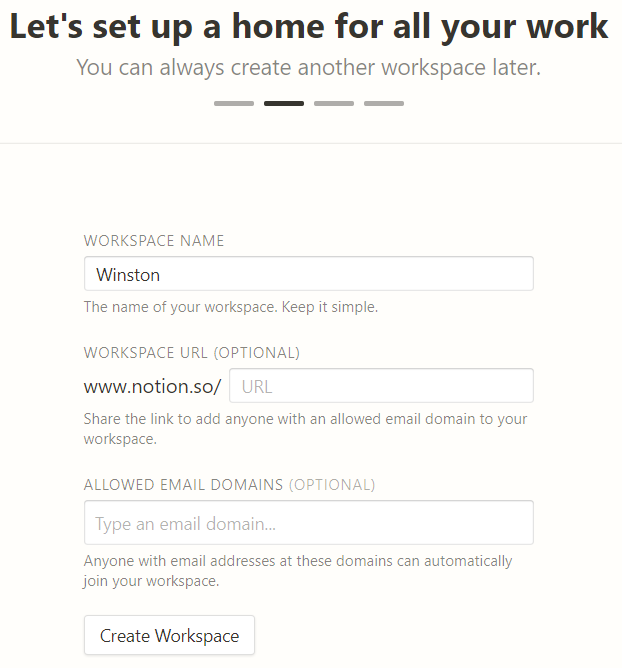 Let's set up a home for all your work
You can always create another workspace later.
WORKSPACE NAME
Winston
The name of your workspace. Keep it simple.
WORKSPACE URL (OPTIONAL)
www.notion.so/ URL
Share the link to add anyone with an allowed email domain to your
workspace.
ALLOWED EMAIL DOMAINS (OPTIONAL)
Type an email domain...
Anyone with email addresses at these domains can automatically
join your workspace.
Create Workspace